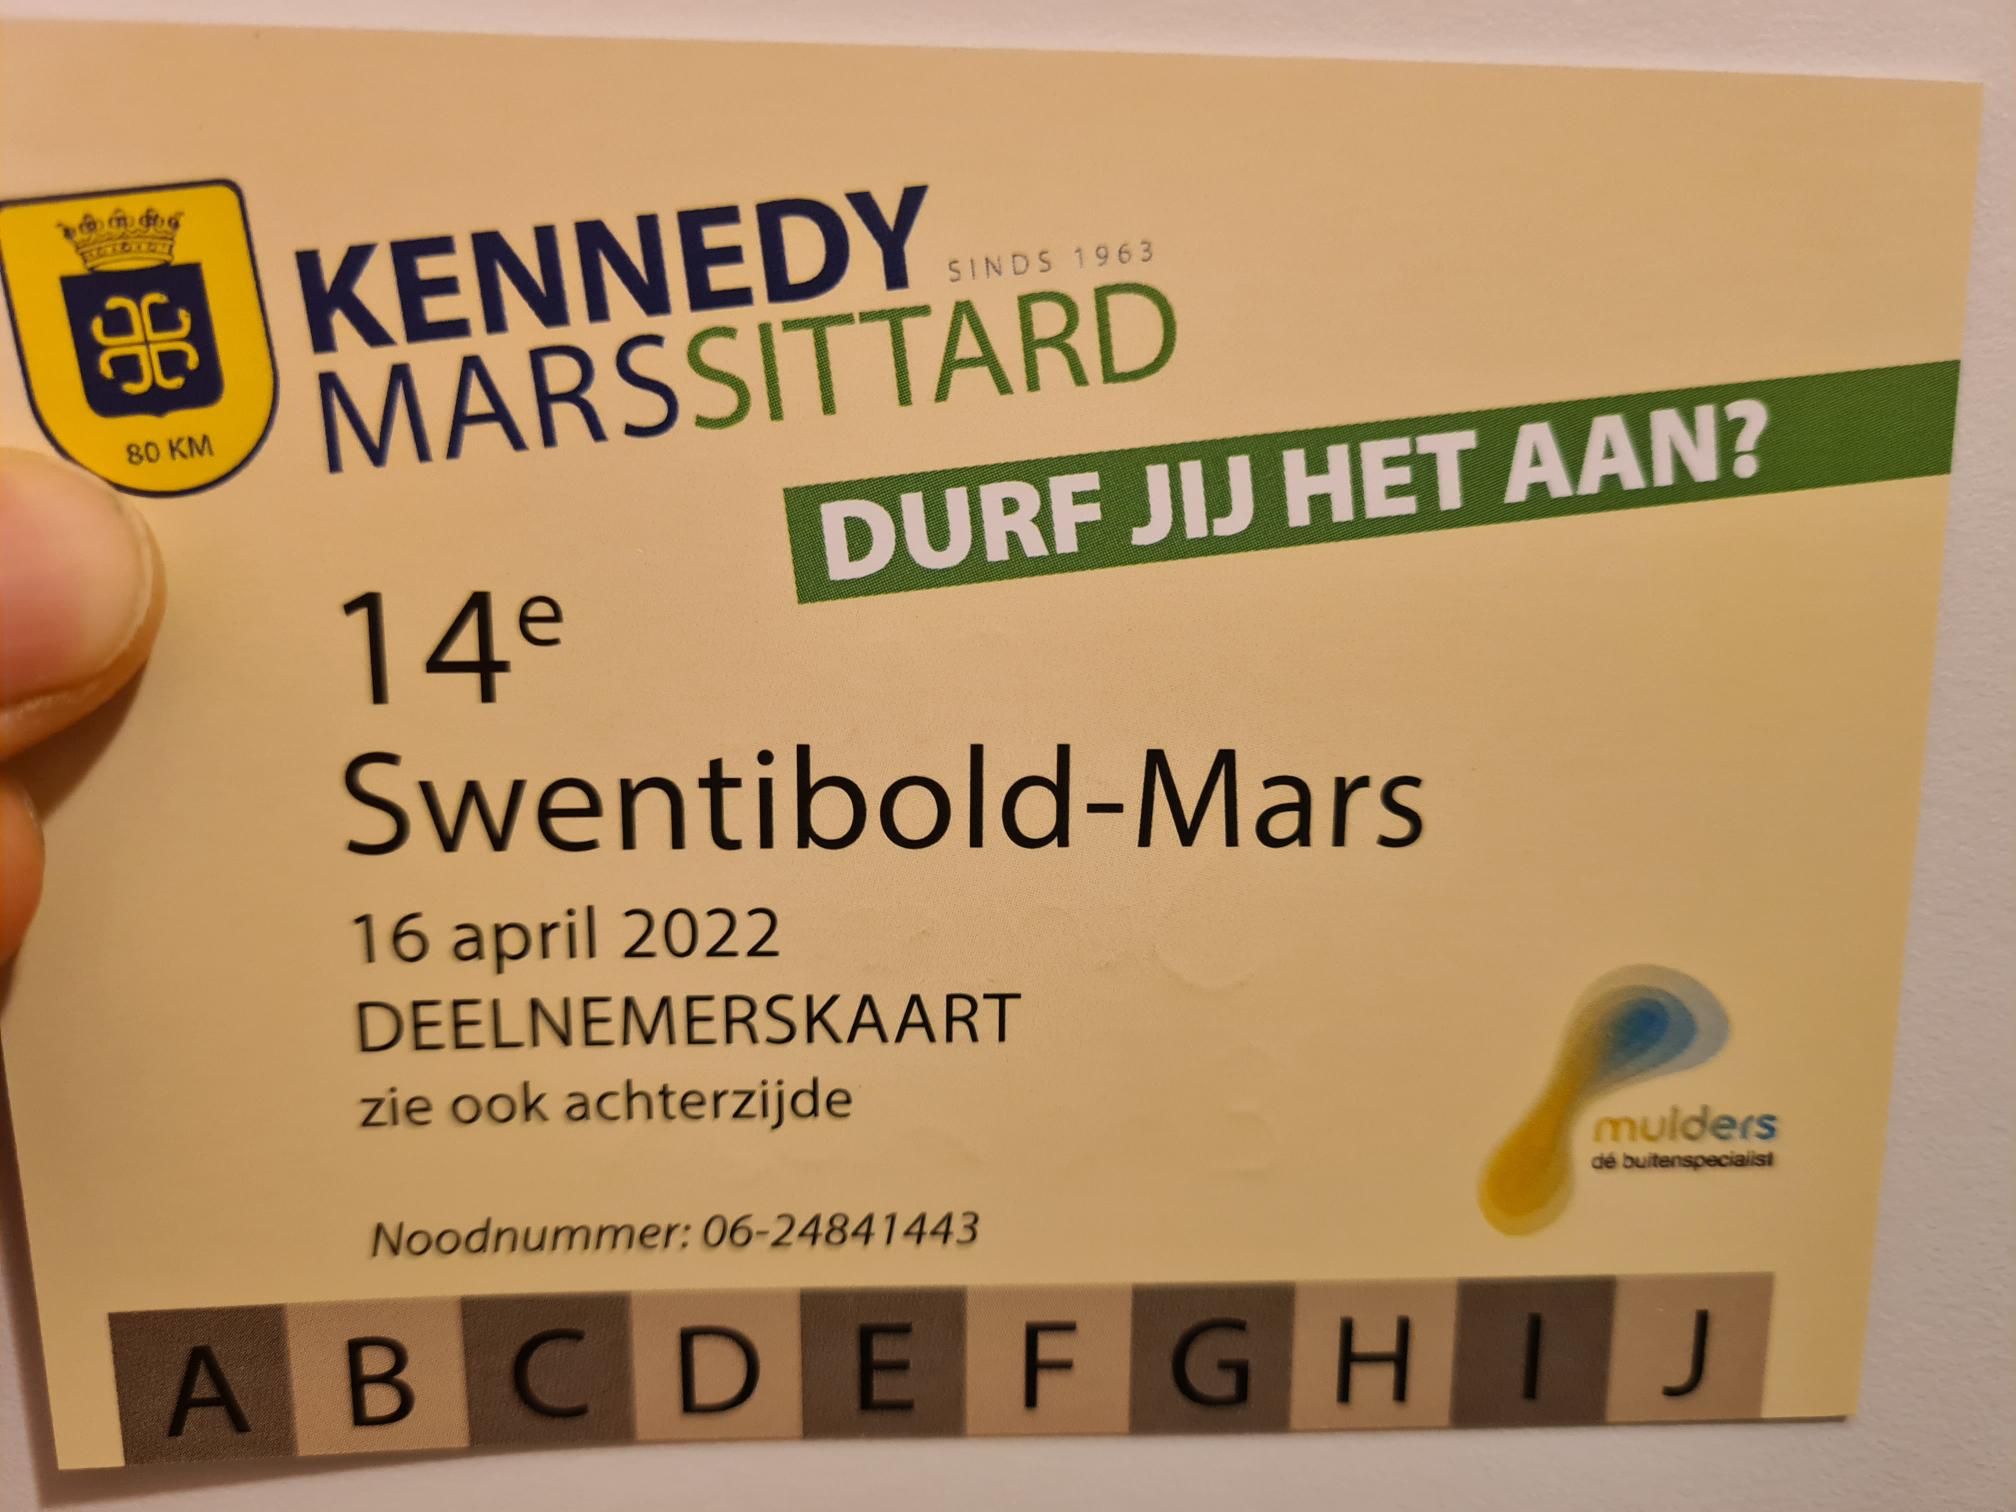 KENNEDY
SINDS 1963
MARSSITTARD
80 KM
DURF JIJ HET AAN?
14e
Swentibold-Mars
16 april 2022
DEELNEMERSKAART
zie ook achterzijde
mulders
dé buitenspecialist
Noodnummer: 06-24841443
A B C D E F G H I J